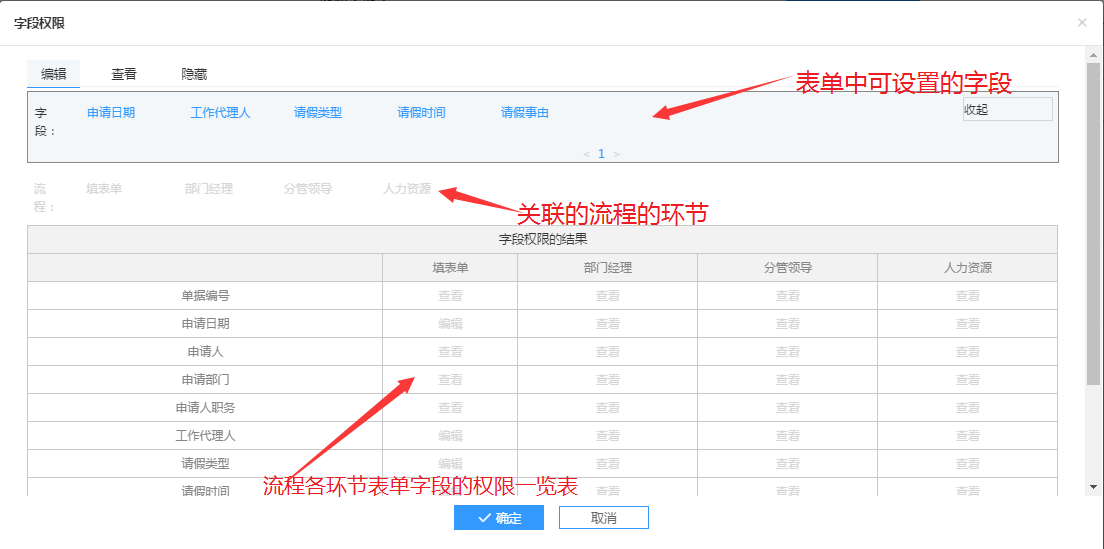 字段权限
×
编辑 查看 隐藏
表单中可设置的字段
字段： 申请日期 工作代理人 请假类型 请假时间 请假事由 收起
< 1 >
流程： 填表单 部门经理 分管领导 人力资源
关联的流程的环节
字段权限的结果
填表单 部门经理 分管领导 人力资源
单据编号 查看 查看 查看 查看
申请日期 编辑 查看 查看 查看
申请人 查看 查看 查看 查看
申请部门 查看 查看 查看 查看
申请人职务 查看 查看 查看 查看
工作代理人 编辑 查看 查看 查看
请假类型 编辑 查看 查看 查看
请假时间 查看 查看 查看
流程各环节表单字段的权限一览表
确定 取消